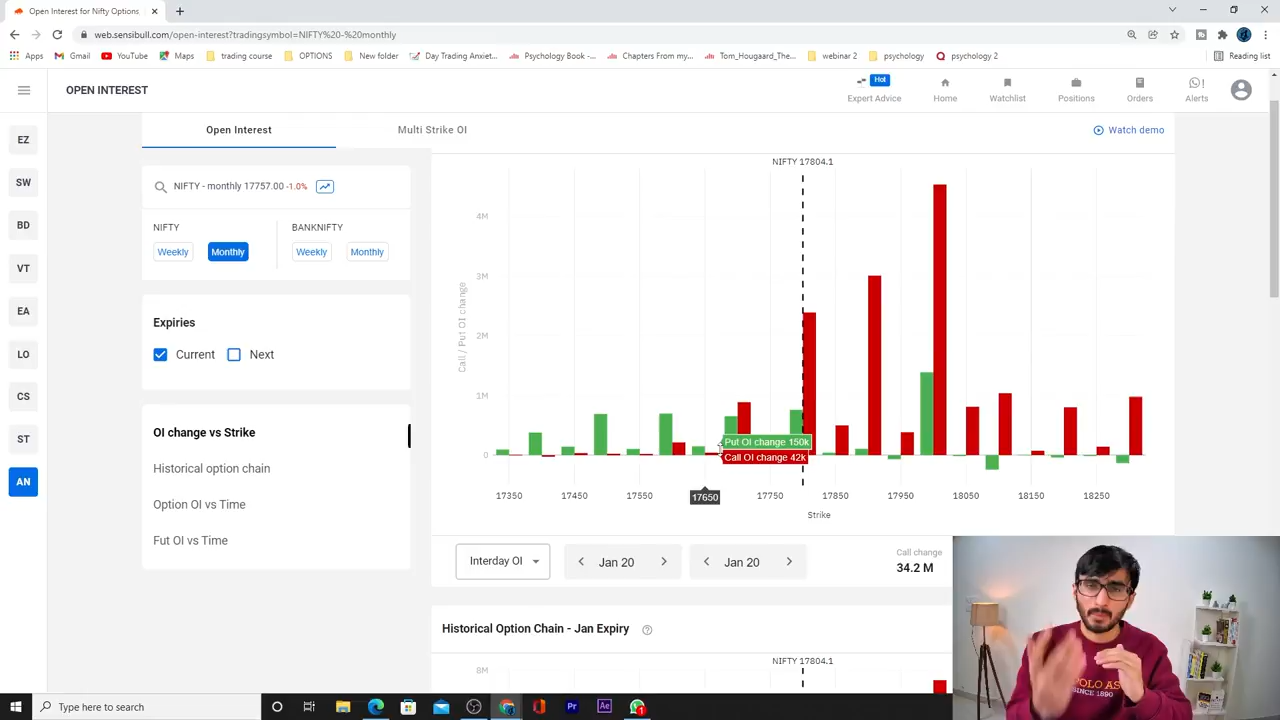 Open Interest for Nifty Options
web.sensibull.com/open-interest?tradingsymbol=NIFTY%20-%20monthly
Apps
Gmail
YouTube
Maps
trading course
OPTIONS
New folder
Day Trading Anxiet...
Psychology Book -...
Chapters From my...
Tom_Hougaard_The...
webinar 2
psychology
psychology 2
Reading list
OPEN INTEREST
Hot
Expert Advice
Home
Watchlist
Positions
Orders
Alerts
EZ
SW
BD
VT
EA
LO
CS
ST
AN
Open Interest
Multi Strike OI
Watch demo
NIFTY - monthly 17757.00 -1.0%
NIFTY
BANKNIFTY
Weekly
Monthly
Weekly
Monthly
Expiries
Current
Next
OI change vs Strike
Historical option chain
Option OI vs Time
Fut OI vs Time
NIFTY 17804.1
Call / Put OI change
4M
3M
2M
1M
0
Put OI change 150k
Call OI change 42k
17350
17450
17550
17650
17750
17850
17950
18050
18150
18250
Strike
Interday OI
Jan 20
Jan 20
Call change
34.2 M
Historical Option Chain - Jan Expiry
NIFTY 17804.1
8M
POLO AS
SINCE 1890
Type here to search
Pr
Ae
1